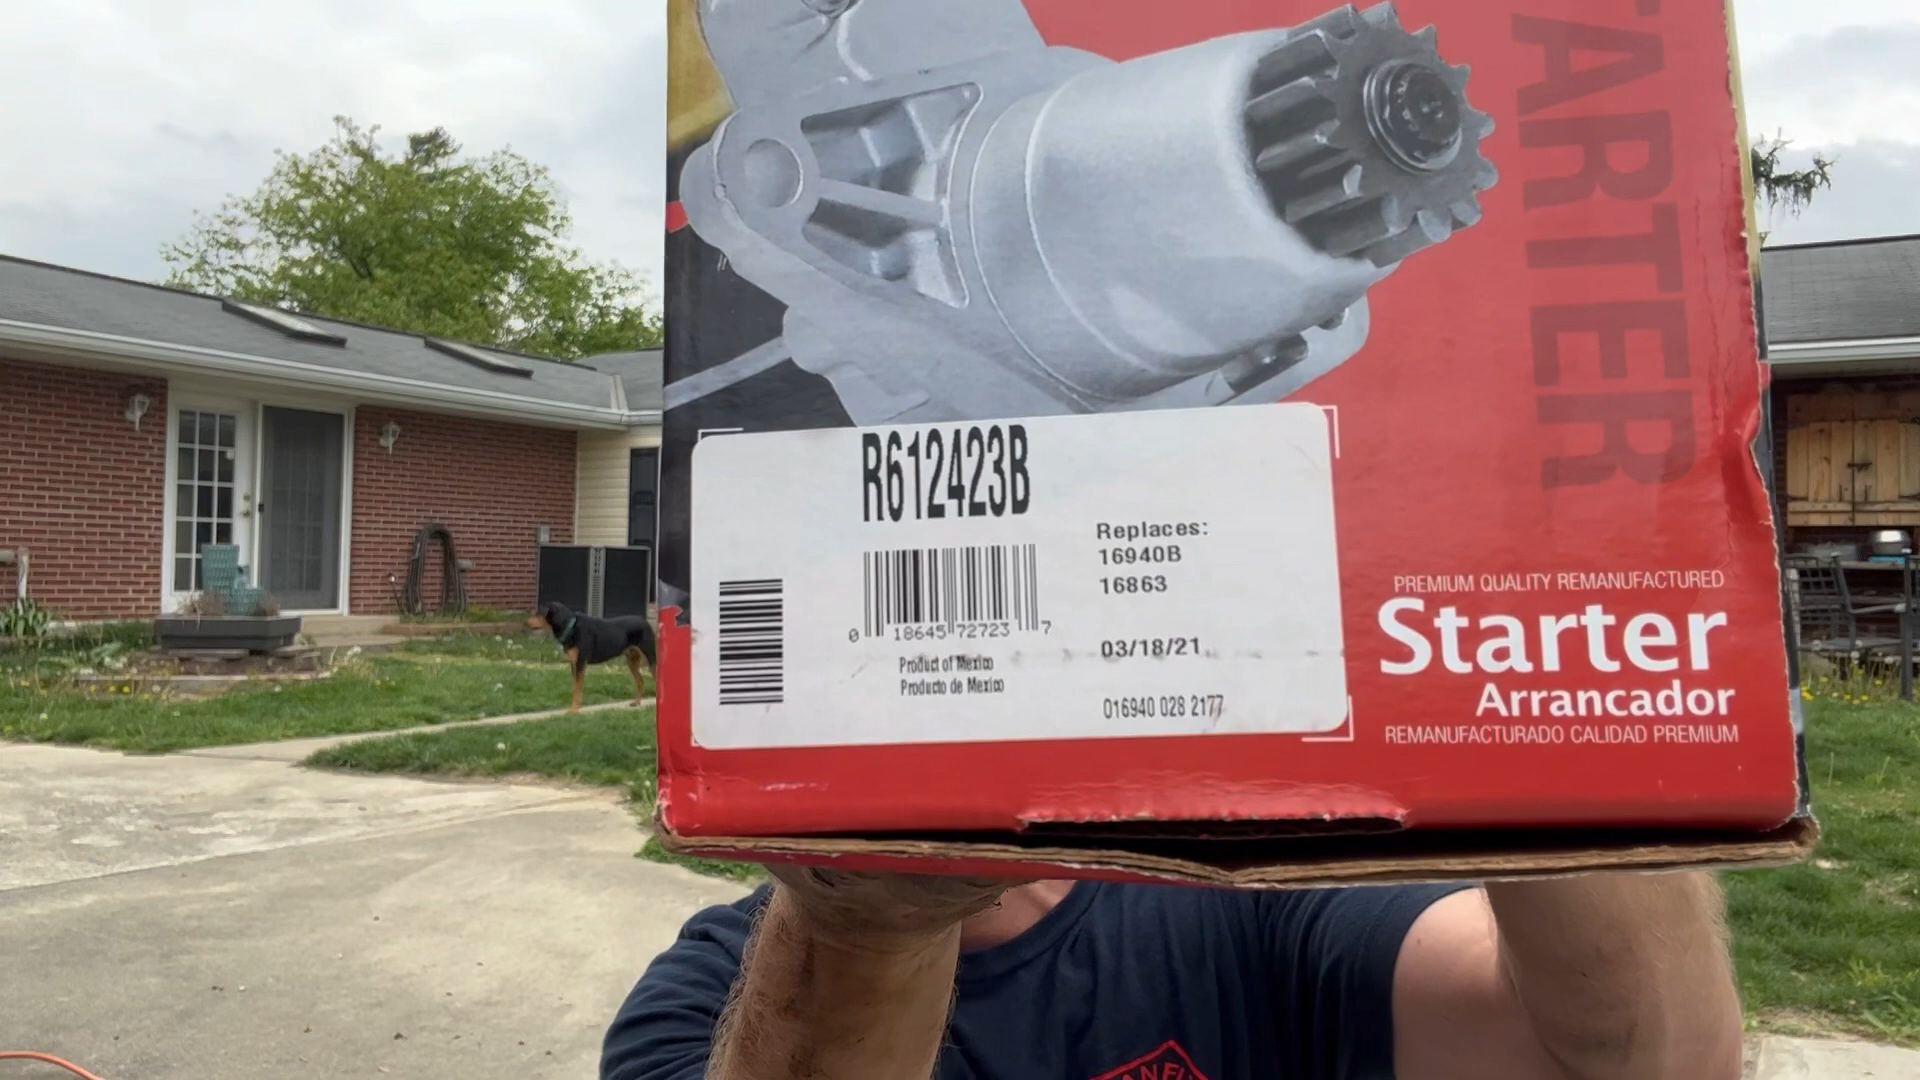 TARTER
R612423B
Replaces:
16940B
16863
0 18645 72723 7
03/18/21
Product of Mexico
Producto de Mexico
016940 028 2177
PREMIUM QUALITY REMANUFACTURED
Starter
Arrancador
REMANUFACTURADO CALIDAD PREMIUM